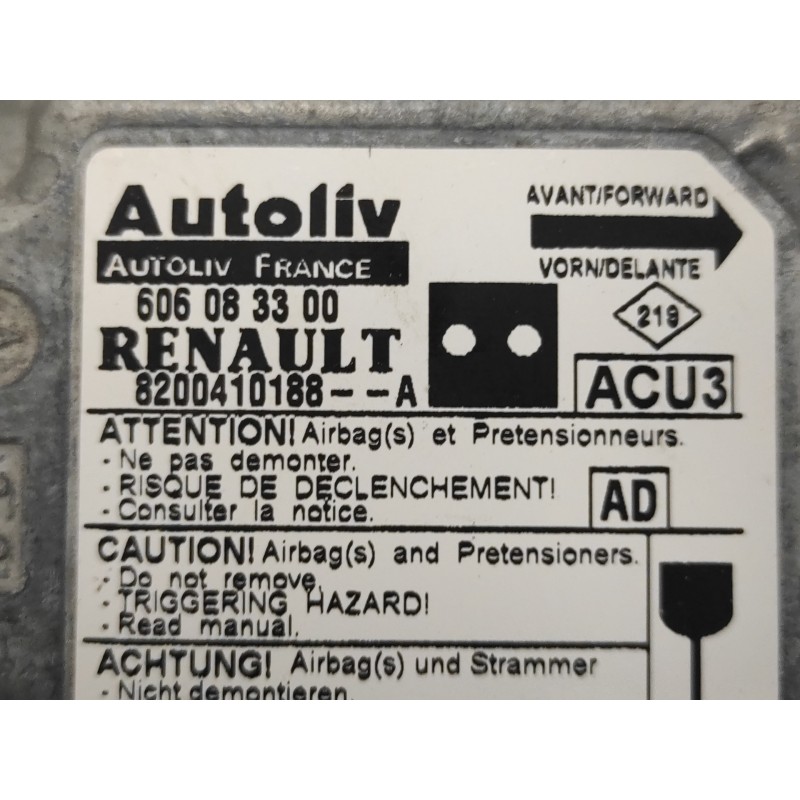 Autoliv
AUTOLIV FRANCE
606 08 33 00
RENAULT
8200410188--A
AVANT/FORWARD
VORN/DELANTE
219
ACU3
ATTENTION! Airbag(s) et Pretensionneurs.
- Ne pas demonter.
- RISQUE DE DECLENCHEMENT!
- Consulter la notice.
AD
CAUTION! Airbag(s) and Pretensioners.
- Do not remove.
- TRIGGERING HAZARD!
- Read manual.
ACHTUNG! Airbag(s) und Strammer
- Nicht demontieren.